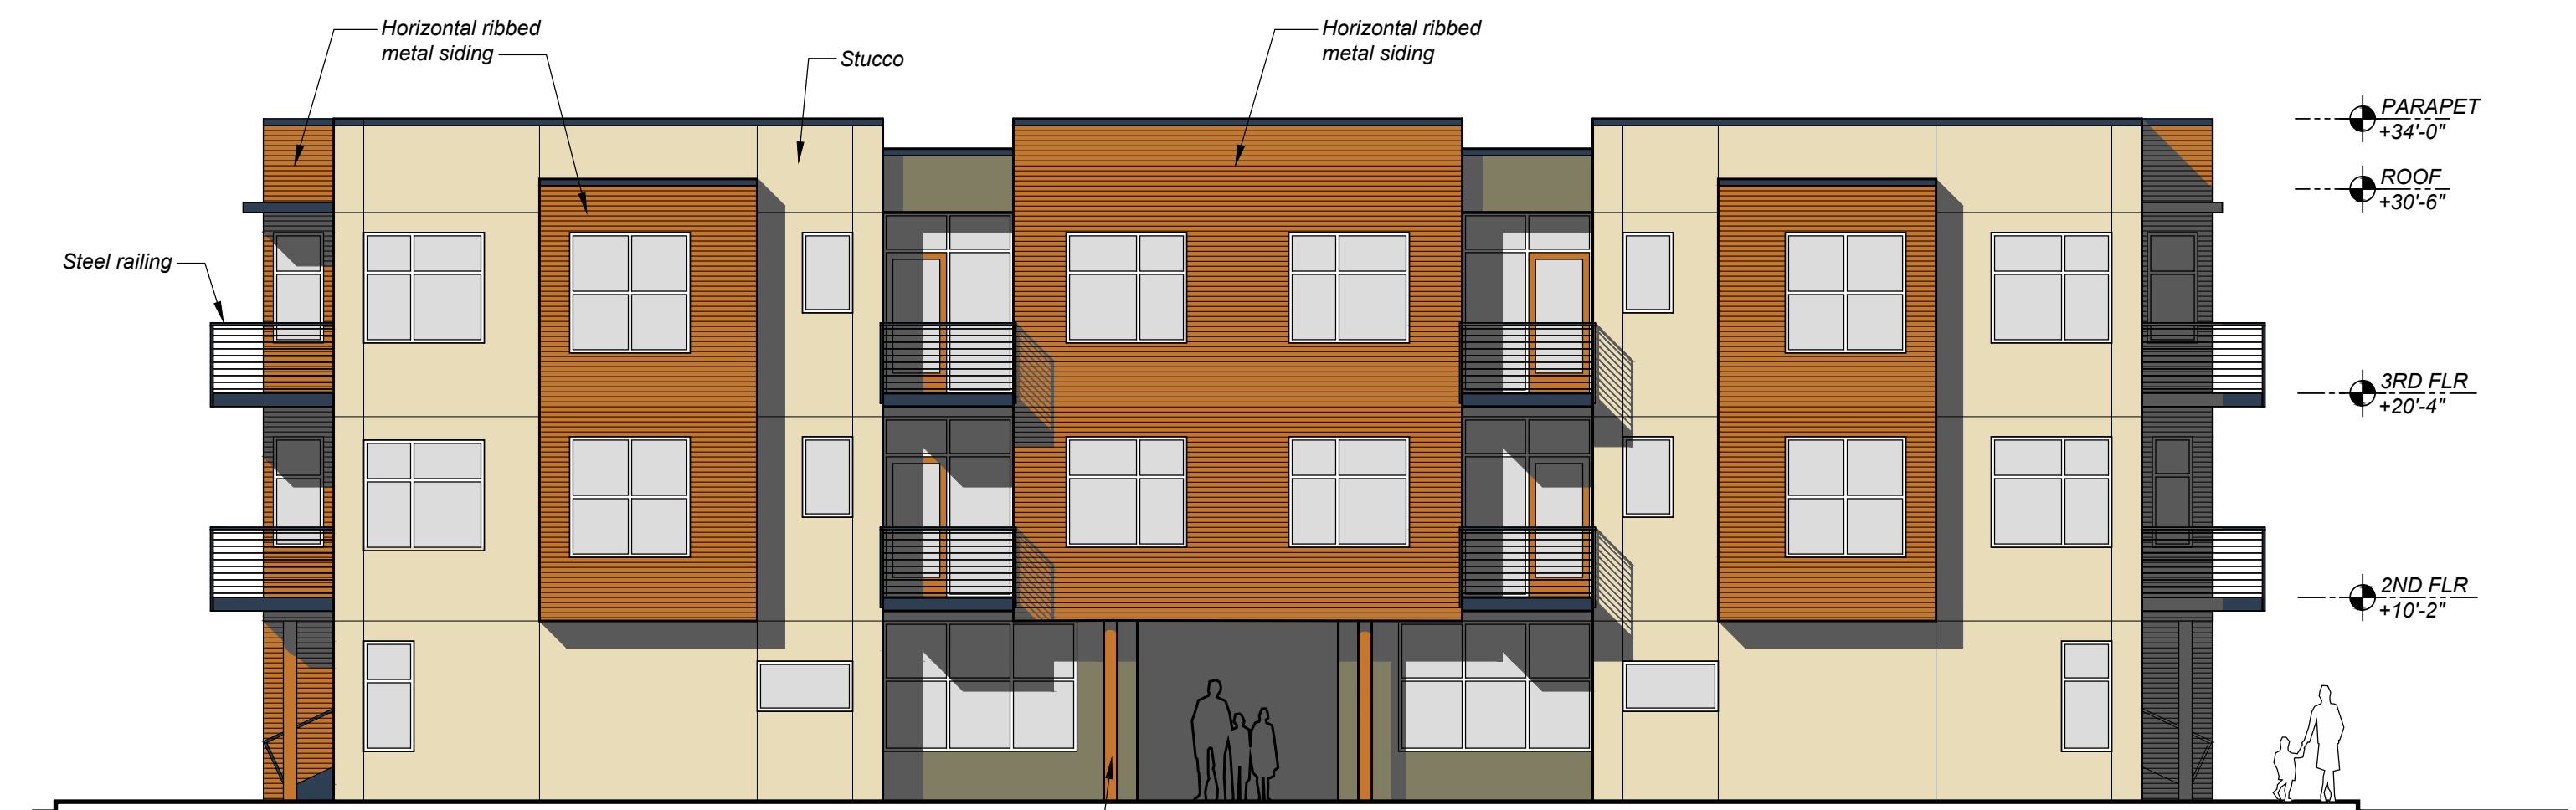 Horizontal ribbed
metal siding
Stucco
Horizontal ribbed
metal siding
PARAPET
+34'-0"
ROOF
+30'-6"
Steel railing
3RD FLR
+20'-4"
2ND FLR
+10'-2"